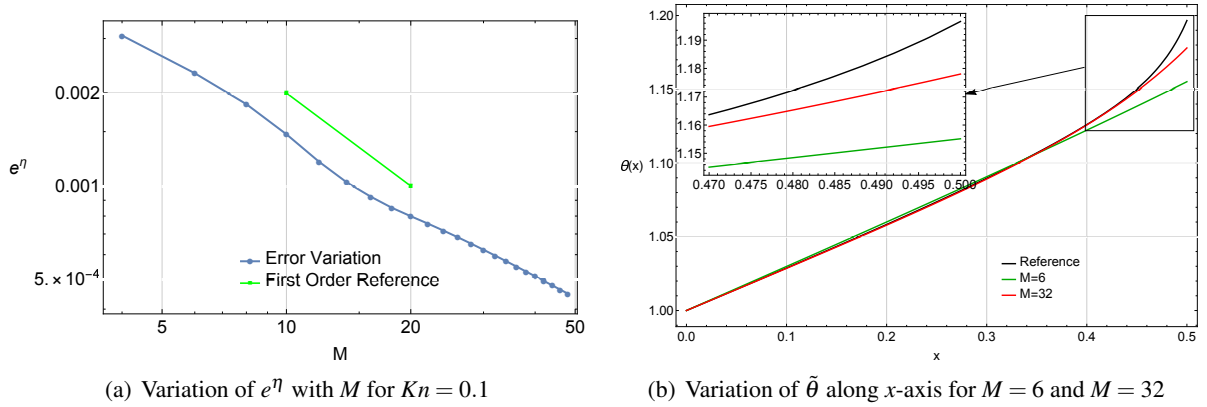 0.002
0.001
5. × 10⁻⁴
e^η
5
10
20
50
M
Error Variation
First Order Reference
(a) Variation of e^η with M for Kn = 0.1
1.20
1.15
1.10
1.05
1.00
θ(x)
0.0
0.1
0.2
0.3
0.4
0.5
x
1.19
1.18
1.17
1.16
1.15
0.470
0.475
0.480
0.485
0.490
0.495
0.500
Reference
M=6
M=32
(b) Variation of θ̃ along x-axis for M = 6 and M = 32